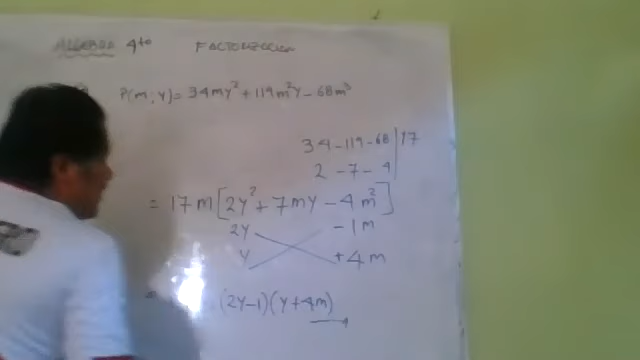 ALGEBRA 4to FACTORIZACION
P(m,y)=34my²+119m²y-68m³
34-119-68|17
2-7-4
=17m[2y²+7my-4m²]
2y -1m
y +4m
(2y-1)(y+4m)